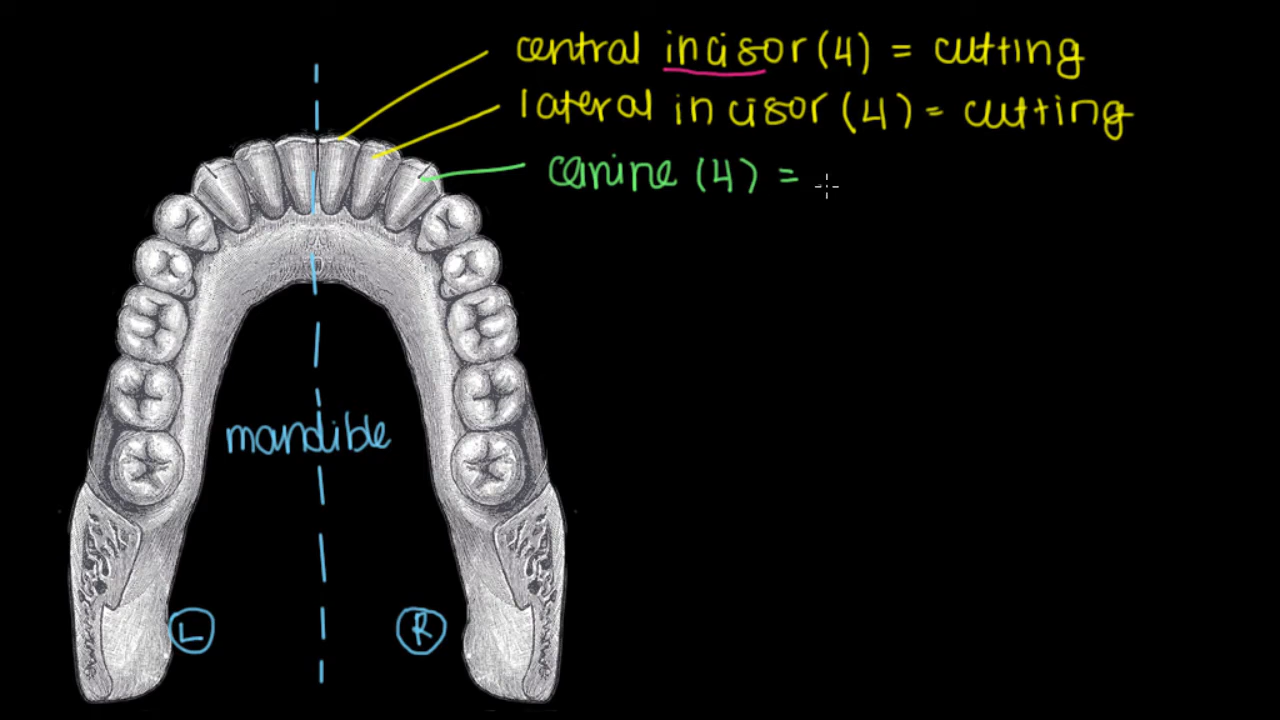 central incisor (4) = cutting
lateral incisor (4) = cutting
canine (4) =
mandible
L
R